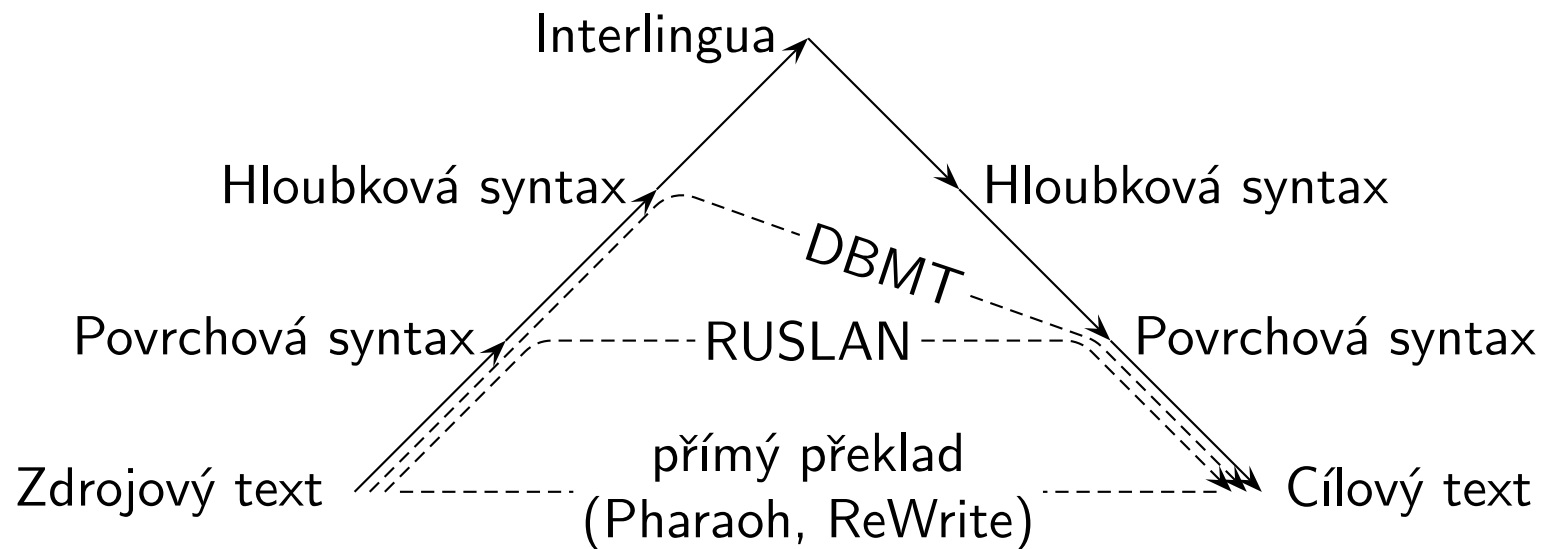 Interlingua
Hloubková syntax
Hloubková syntax
DBMT
Povrchová syntax
RUSLAN
Povrchová syntax
přímý překlad
Zdrojový text
Cílový text
(Pharaoh, ReWrite)